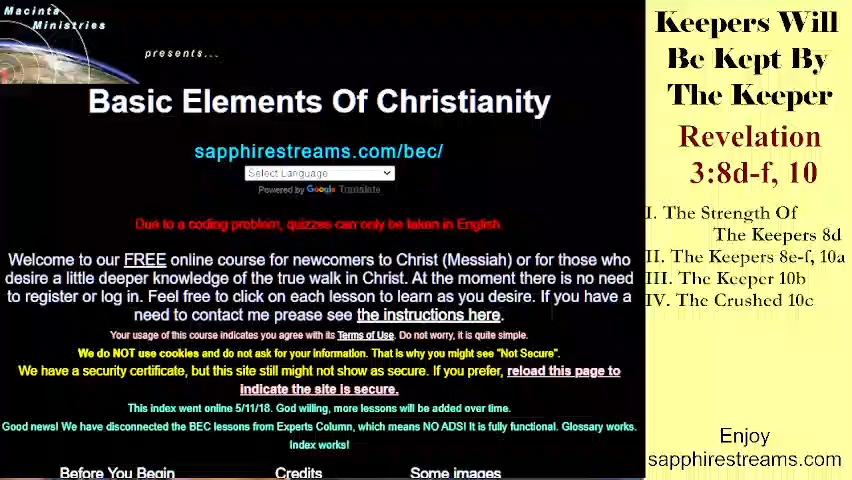 Macinta
Ministries
presents...
Basic Elements Of Christianity
sapphirestreams.com/bec/
Select Language
Powered by Google Translate
Due to a coding problem, quizzes can only be taken in English
Welcome to our FREE online course for newcomers to Christ (Messiah) or for those who
desire a little deeper knowledge of the true walk in Christ. At the moment there is no need
to register or log in. Feel free to click on each lesson to learn as you desire. If you have a
need to contact me please see the instructions here.
Your usage of this course indicates you agree with its Terms of Use. Do not worry, it is quite simple.
We do NOT use cookies and do not ask for your information. That is why you might see "Not Secure".
We have a security certificate, but this site still might not show as secure. If you prefer, reload this page to
indicate the site is secure.
This index went online 5/11/18. God willing, more lessons will be added over time.
Good news! We have disconnected the BEC lessons from Experts Column, which means NO ADS! It is fully functional. Glossary works.
Index works!
Before You Begin
Credits
Some images
Keepers Will
Be Kept By
The Keeper
Revelation
3:8d-f, 10
I. The Strength Of
The Keepers 8d
II. The Keepers 8e-f, 10a
III. The Keeper 10b
IV. The Crushed 10c
Enjoy
sapphirestreams.com